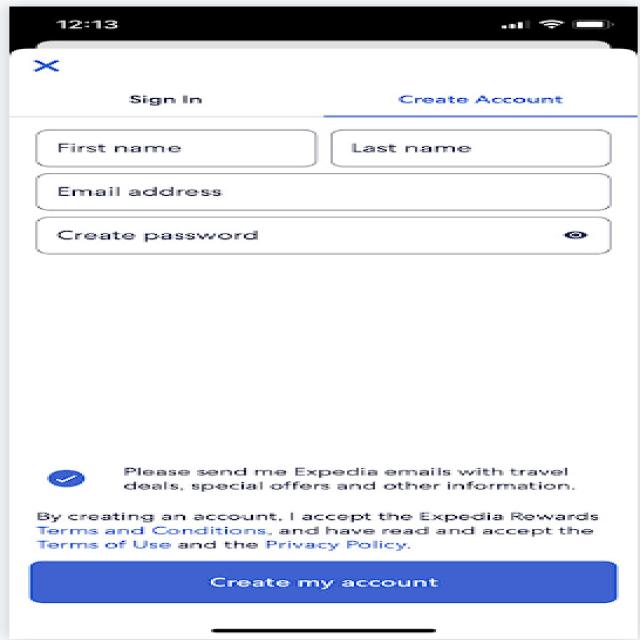 12:13
Sign In
Create Account
First name
Last name
Email address
Create password
Please send me Expedia emails with travel
deals, special offers and other information.
By creating an account, I accept the Expedia Rewards
Terms and Conditions, and have read and accept the
Terms of Use and the Privacy Policy.
Create my account